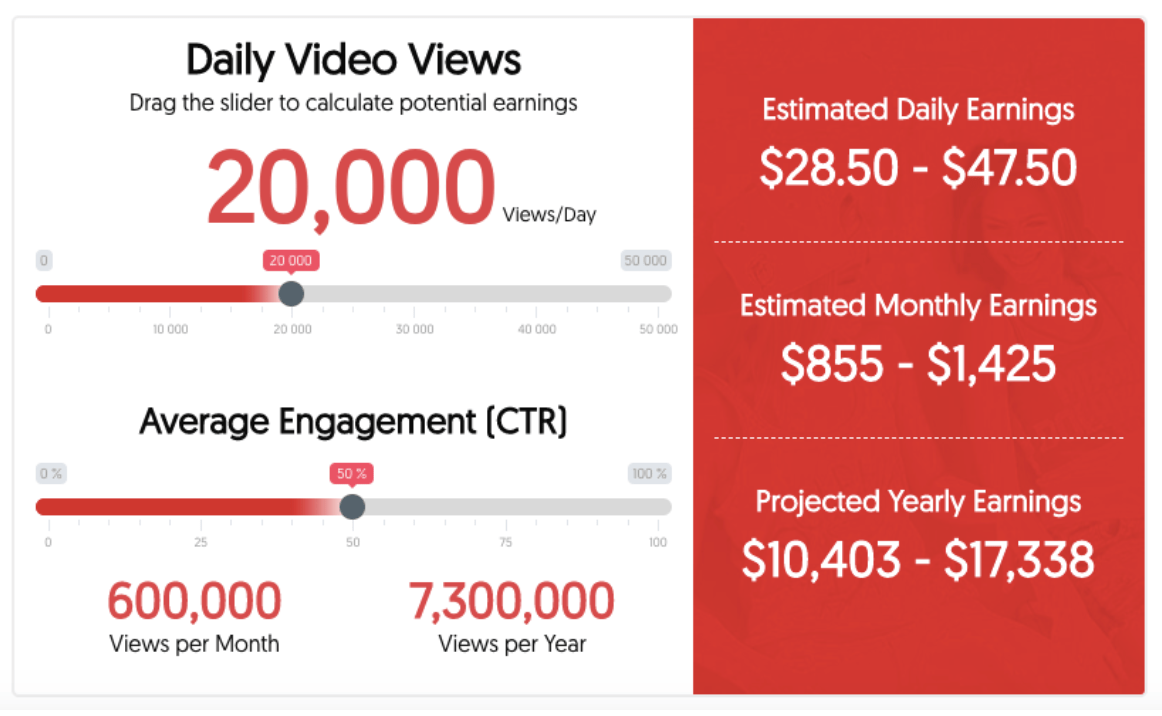 Daily Video Views
Drag the slider to calculate potential earnings
20,000 Views/Day
0 20 000 50 000
0 10 000 20 000 30 000 40 000 50 000
Average Engagement (CTR)
0 % 50 % 100 %
0 25 50 75 100
600,000 7,300,000
Views per Month Views per Year
Estimated Daily Earnings
$28.50 - $47.50
Estimated Monthly Earnings
$855 - $1,425
Projected Yearly Earnings
$10,403 - $17,338